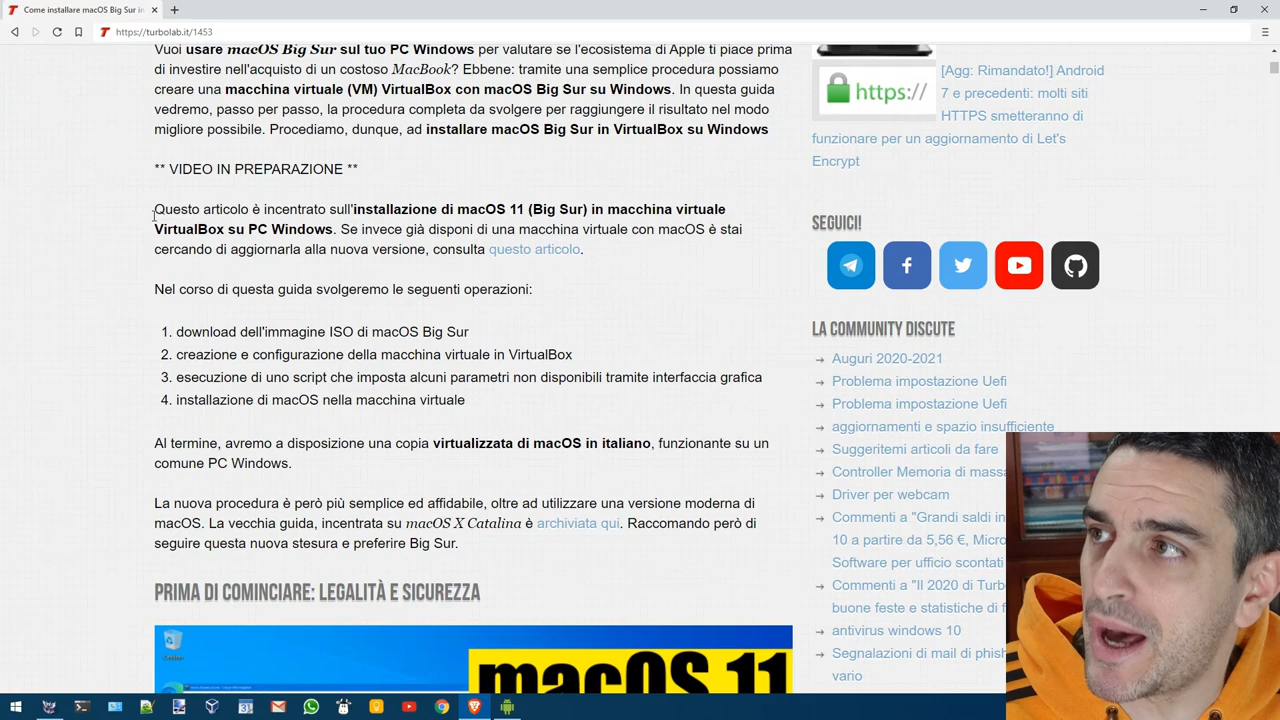 Come installare macOS Big Sur in
https://turbolab.it/1453
Vuoi usare macOS Big Sur sul tuo PC Windows per valutare se l'ecosistema di Apple ti piace prima
di investire nell'acquisto di un costoso MacBook? Ebbene: tramite una semplice procedura possiamo
creare una macchina virtuale (VM) VirtualBox con macOS Big Sur su Windows. In questa guida
vedremo, passo per passo, la procedura completa da svolgere per raggiungere il risultato nel modo
migliore possibile. Procediamo, dunque, ad installare macOS Big Sur in VirtualBox su Windows
** VIDEO IN PREPARAZIONE **
Questo articolo è incentrato sull'installazione di macOS 11 (Big Sur) in macchina virtuale
VirtualBox su PC Windows. Se invece già disponi di una macchina virtuale con macOS è stai
cercando di aggiornarla alla nuova versione, consulta questo articolo.
Nel corso di questa guida svolgeremo le seguenti operazioni:
1. download dell'immagine ISO di macOS Big Sur
2. creazione e configurazione della macchina virtuale in VirtualBox
3. esecuzione di uno script che imposta alcuni parametri non disponibili tramite interfaccia grafica
4. installazione di macOS nella macchina virtuale
Al termine, avremo a disposizione una copia virtualizzata di macOS in italiano, funzionante su un
comune PC Windows.
La nuova procedura è però più semplice ed affidabile, oltre ad utilizzare una versione moderna di
macOS. La vecchia guida, incentrata su macOS X Catalina è archiviata qui. Raccomando però di
seguire questa nuova stesura e preferire Big Sur.
PRIMA DI COMINCIARE: LEGALITÀ E SICUREZZA
macOS 11
https://
[Agg: Rimandato!] Android
7 e precedenti: molti siti
HTTPS smetteranno di
funzionare per un aggiornamento di Let's
Encrypt
SEGUICI!
LA COMMUNITY DISCUTE
→ Auguri 2020-2021
→ Problema impostazione Uefi
→ Problema impostazione Uefi
→ aggiornamenti e spazio insufficiente
→ Suggeritemi articoli da fare
→ Controller Memoria di mass
→ Driver per webcam
→ Commenti a "Grandi saldi in
10 a partire da 5,56 €, Micro
Software per ufficio scontati
→ Commenti a "Il 2020 di Turb
buone feste e statistiche di f
→ antivirus windows 10
→ Segnalazioni di mail di phish
vario